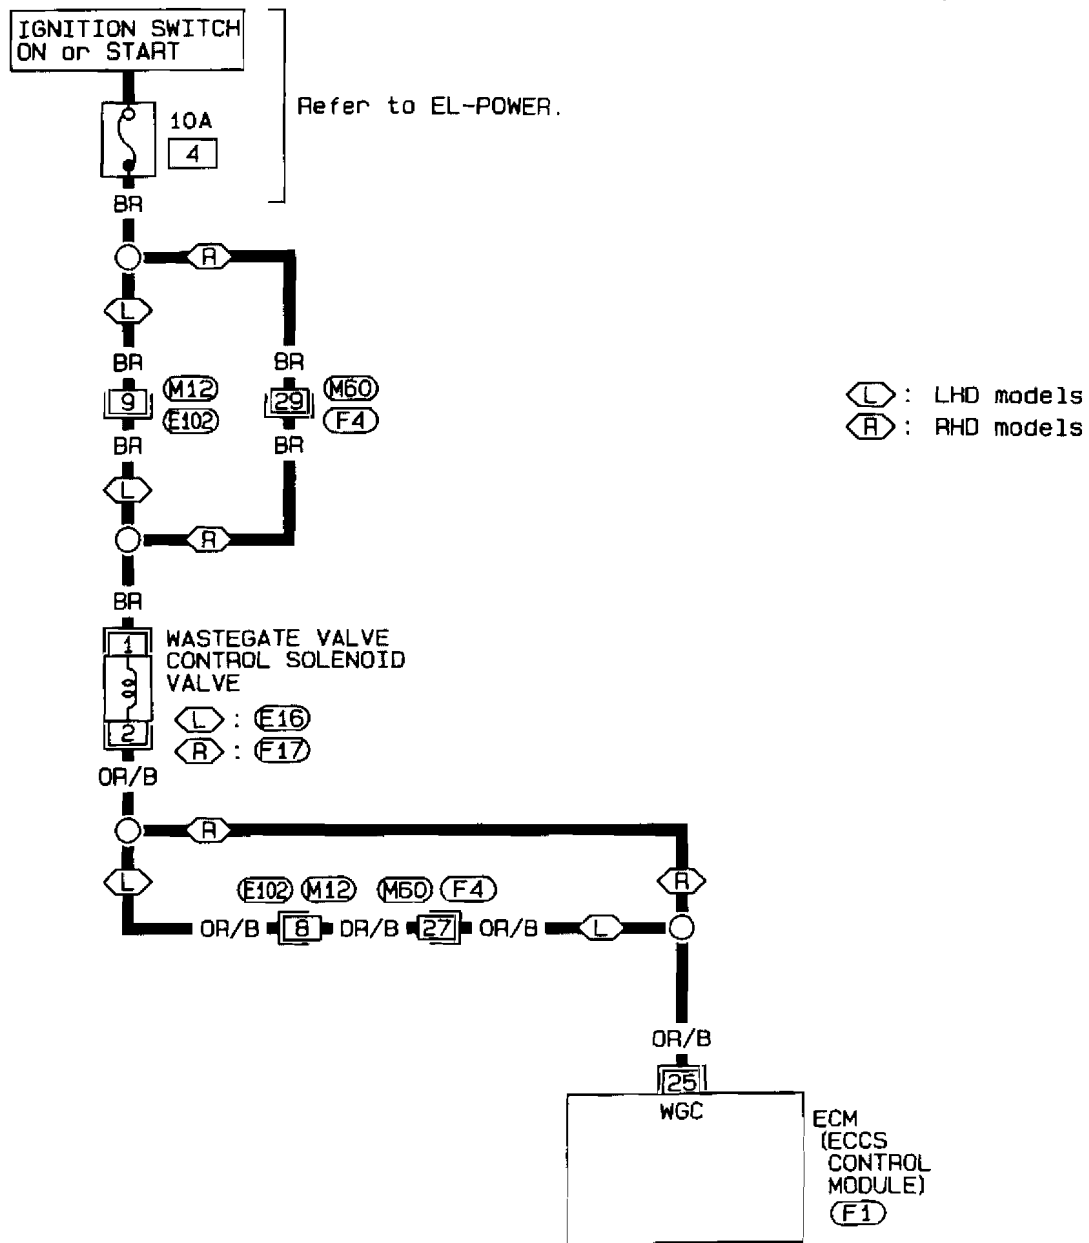 IGNITION SWITCH
ON or START
10A
4
Refer to EL-POWER.
BR
R
L
BR
BR
9
M12
E102
29
M60
F4
L : LHD models
R : RHD models
BR
BR
L
R
BR
1
WASTEGATE VALVE
CONTROL SOLENOID
VALVE
2
L : E16
R : F17
OR/B
R
L
R
E102 M12 M60 F4
OR/B 8 OR/B 27 OR/B L
OR/B
25
WGC
ECM
(ECCS
CONTROL
MODULE)
F1